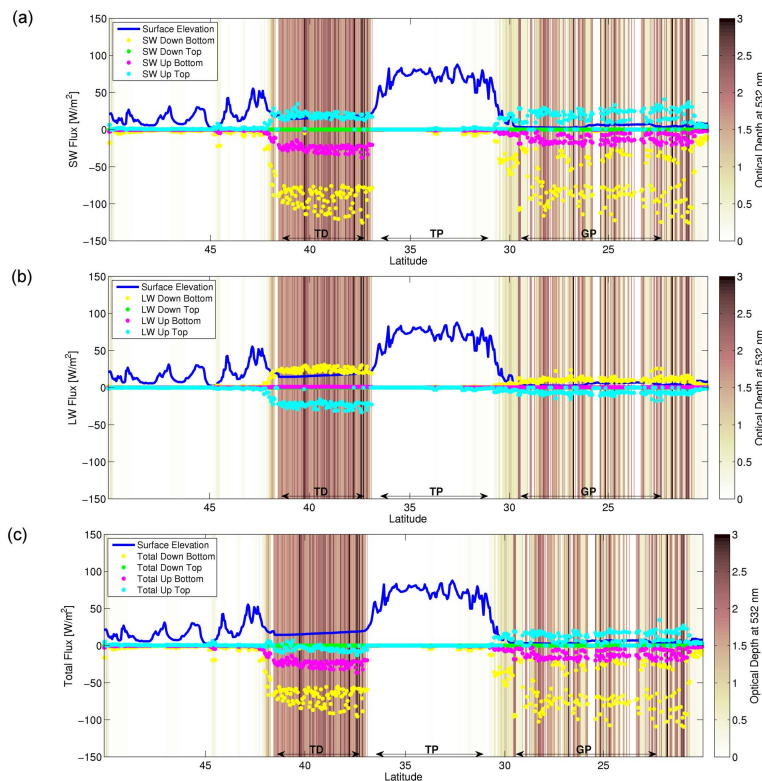 (a)
150
100
50
0
−50
−100
−150
SW Flux [W/m²]
Surface Elevation
SW Down Bottom
SW Down Top
SW Up Bottom
SW Up Top
TD
TP
GP
45
40
35
30
25
Latitude
3
2.5
2
1.5
1
0.5
0
Optical Depth at 532 nm
(b)
150
100
50
0
−50
−100
−150
LW Flux [W/m²]
Surface Elevation
LW Down Bottom
LW Down Top
LW Up Bottom
LW Up Top
TD
TP
GP
45
40
35
30
25
Latitude
3
2.5
2
1.5
1
0.5
0
Optical Depth at 532 nm
(c)
150
100
50
0
−50
−100
−150
Total Flux [W/m²]
Surface Elevation
Total Down Bottom
Total Down Top
Total Up Bottom
Total Up Top
TD
TP
GP
45
40
35
30
25
Latitude
3
2.5
2
1.5
1
0.5
0
Optical Depth at 532 nm